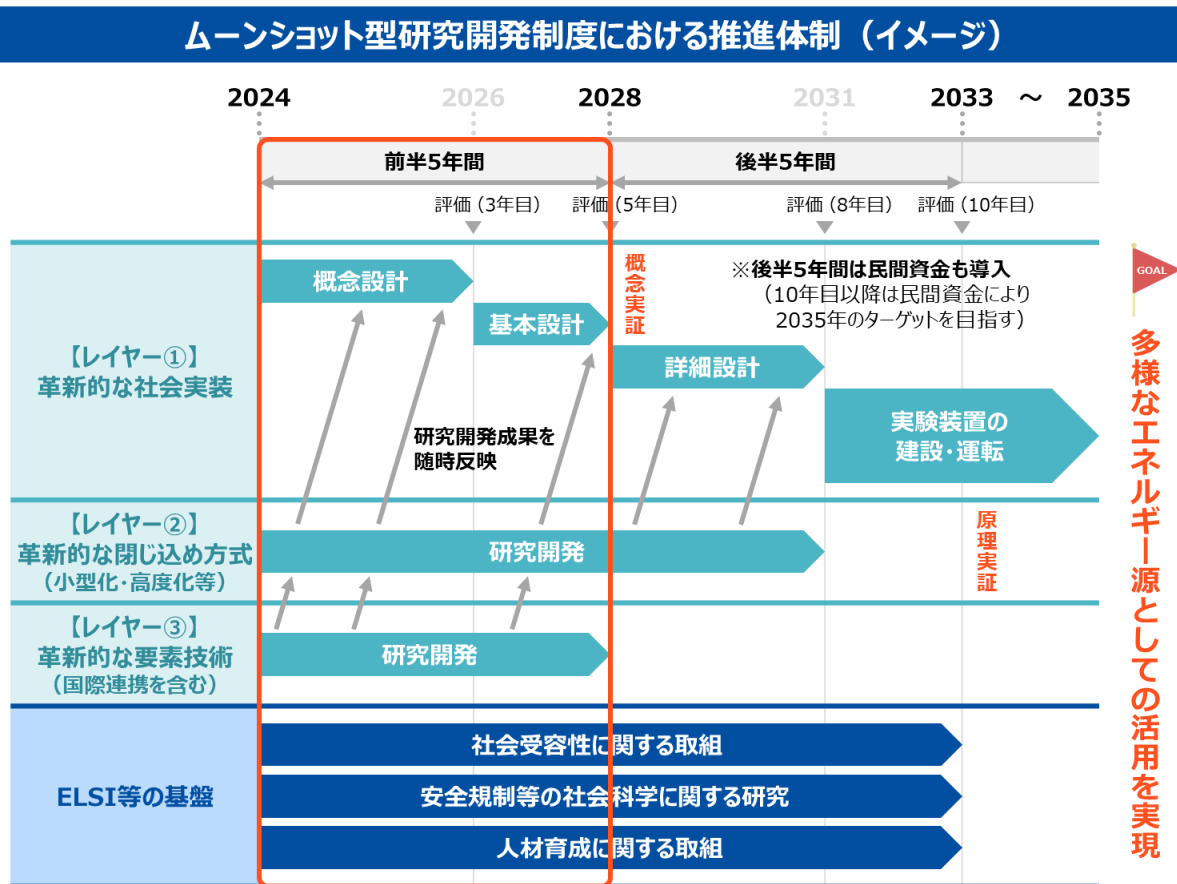 ムーンショット型研究開発制度における推進体制（イメージ）
2024
2026
2028
2031
2033 ～ 2035
前半5年間
後半5年間
評価（3年目）
評価（5年目）
評価（8年目）
評価（10年目）
【レイヤー①】
革新的な社会実装
概念設計
基本設計
概念実証
※後半5年間は民間資金も導入
（10年目以降は民間資金により
2035年のターゲットを目指す）
詳細設計
実験装置の
建設・運転
研究開発成果を
随時反映
【レイヤー②】
革新的な閉じ込め方式
（小型化・高度化等）
研究開発
原理実証
【レイヤー③】
革新的な要素技術
（国際連携を含む）
研究開発
ELSI等の基盤
社会受容性に関する取組
安全規制等の社会科学に関する研究
人材育成に関する取組
GOAL
多様なエネルギー源としての活用を実現